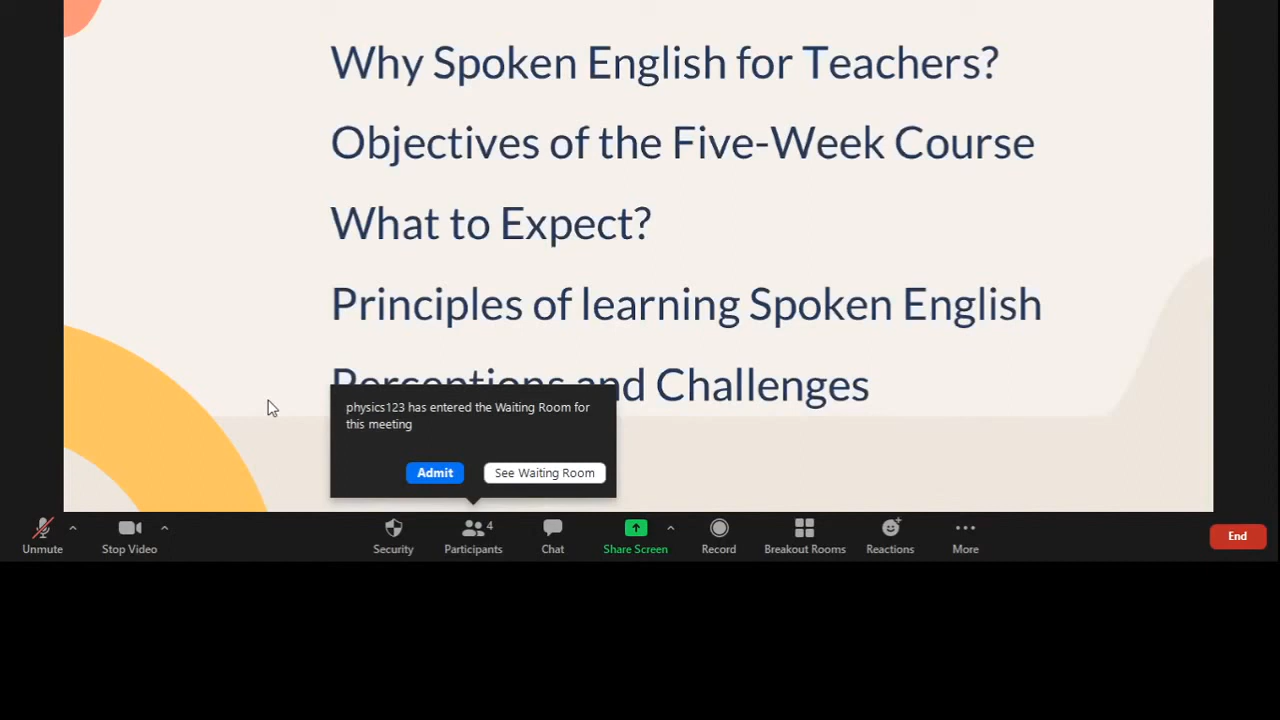 Why Spoken English for Teachers?
Objectives of the Five-Week Course
What to Expect?
Principles of learning Spoken English
Perceptions and Challenges
physics123 has entered the Waiting Room for
this meeting
Admit
See Waiting Room
4
Unmute
Stop Video
Security
Participants
Chat
Share Screen
Record
Breakout Rooms
Reactions
More
End